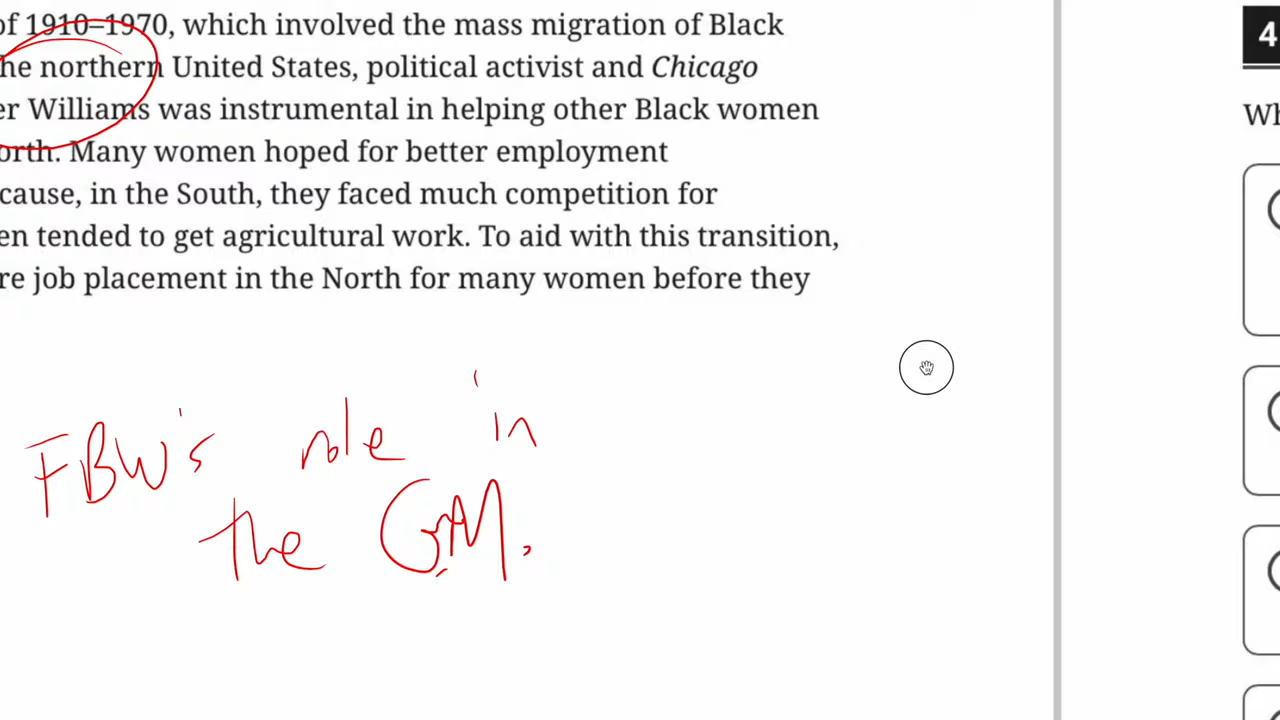 of 1910–1970, which involved the mass migration of Black
he northern United States, political activist and Chicago
er Williams was instrumental in helping other Black women
orth. Many women hoped for better employment
cause, in the South, they faced much competition for
en tended to get agricultural work. To aid with this transition,
re job placement in the North for many women before they
FBW's role in
the GM.
4
Wh